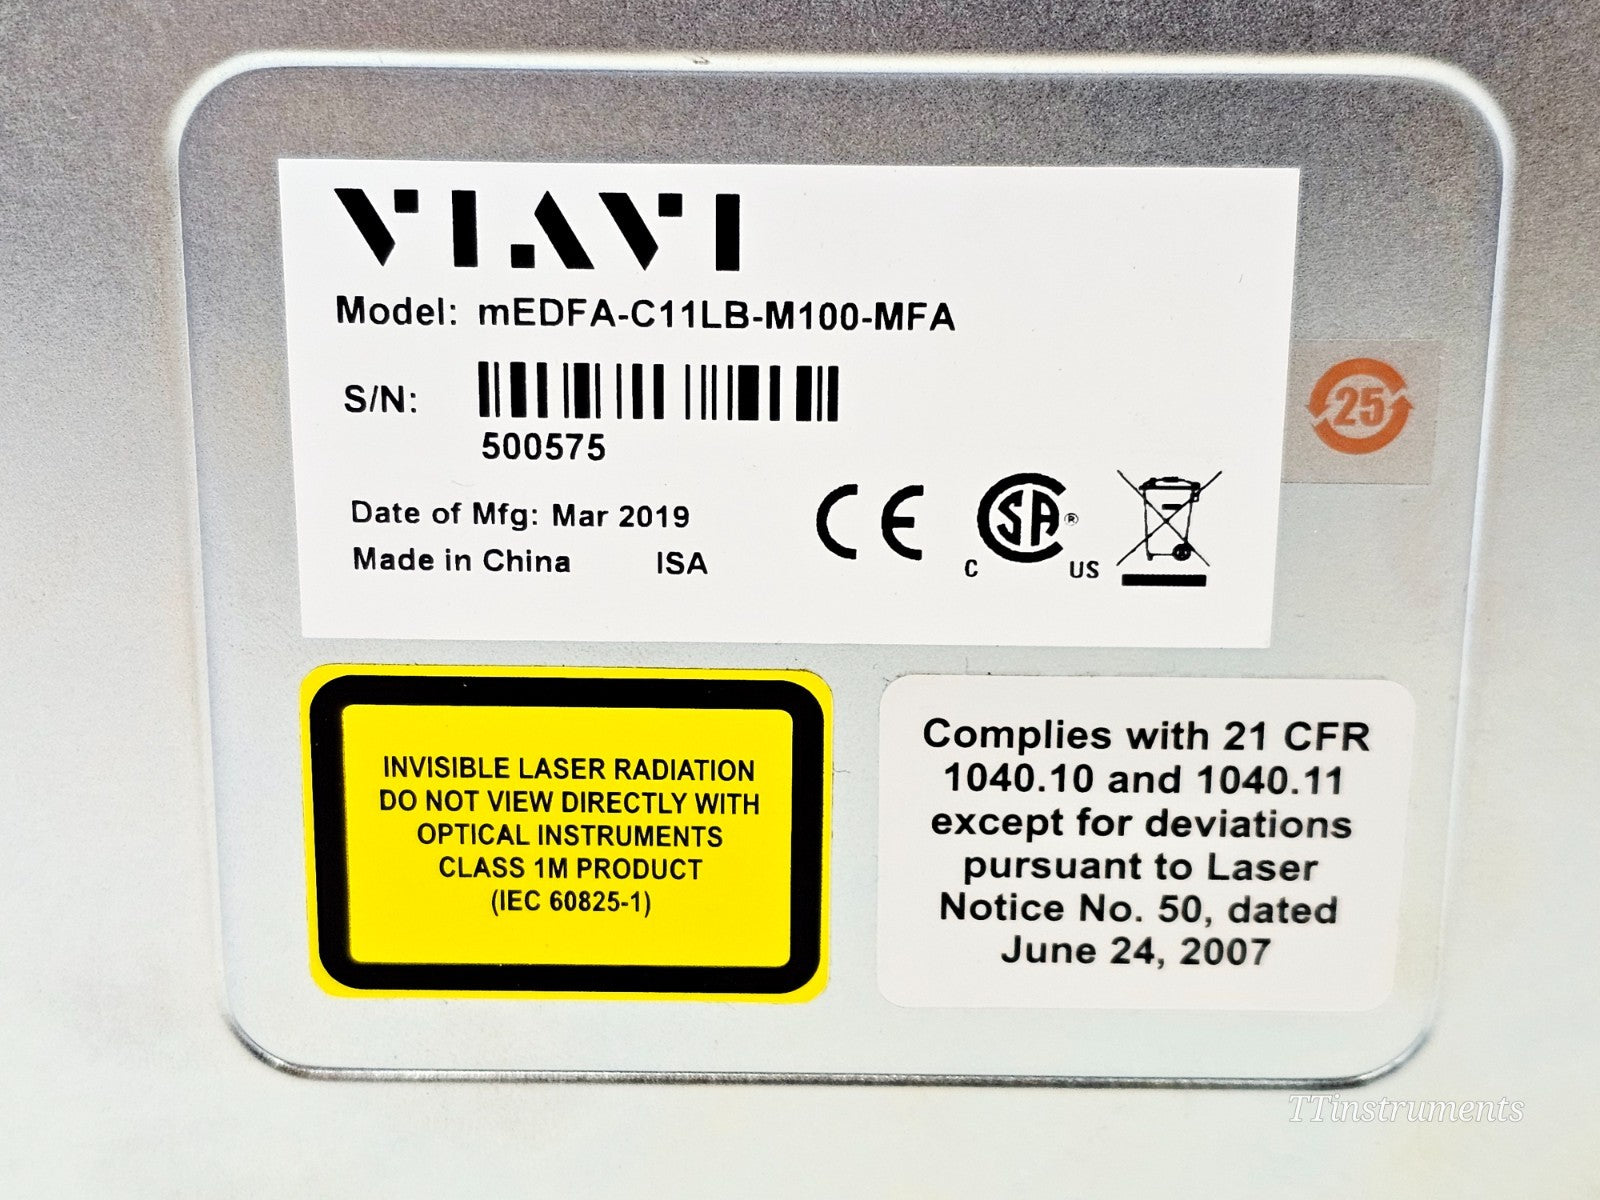 VIAVI
Model: mEDFA-C11LB-M100-MFA
S/N:
500575
Date of Mfg: Mar 2019
Made in China ISA
CE
C SA® US
25
INVISIBLE LASER RADIATION
DO NOT VIEW DIRECTLY WITH
OPTICAL INSTRUMENTS
CLASS 1M PRODUCT
(IEC 60825-1)
Complies with 21 CFR
1040.10 and 1040.11
except for deviations
pursuant to Laser
Notice No. 50, dated
June 24, 2007
TTinstruments